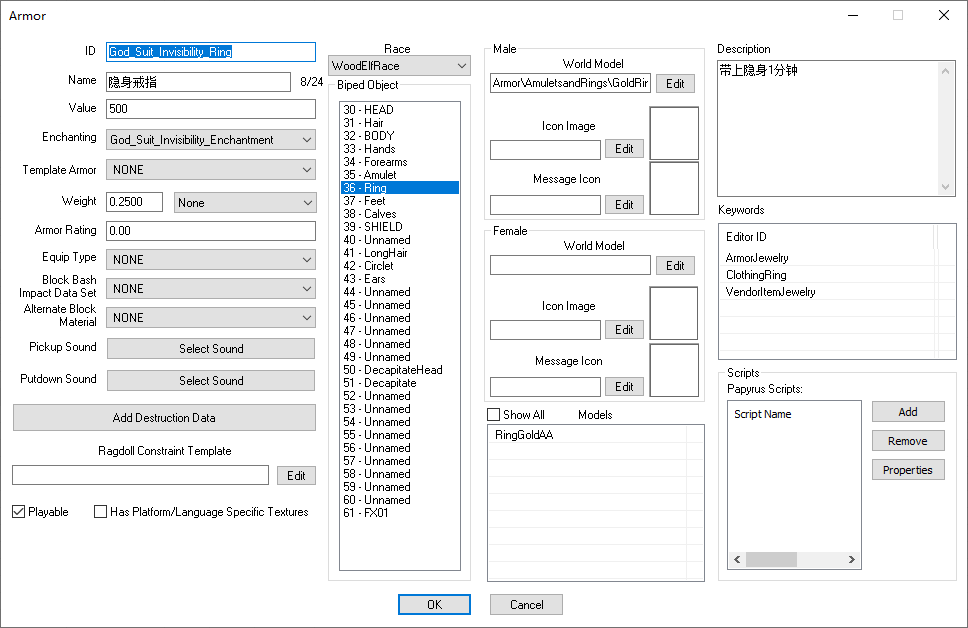 Armor
ID
God_Suit_Invisibility_Ring
Name
隐身戒指
8/24
Value
500
Enchanting
God_Suit_Invisibility_Enchantment
Template Armor
NONE
Weight
0.2500
None
Armor Rating
0.00
Equip Type
NONE
Block Bash
Impact Data Set
NONE
Alternate Block
Material
NONE
Pickup Sound
Select Sound
Putdown Sound
Select Sound
Add Destruction Data
Ragdoll Constraint Template
Edit
Playable
Has Platform/Language Specific Textures
Race
WoodElfRace
Biped Object
30 - HEAD
31 - Hair
32 - BODY
33 - Hands
34 - Forearms
35 - Amulet
36 - Ring
37 - Feet
38 - Calves
39 - SHIELD
40 - Unnamed
41 - LongHair
42 - Circlet
43 - Ears
44 - Unnamed
45 - Unnamed
46 - Unnamed
47 - Unnamed
48 - Unnamed
49 - Unnamed
50 - DecapitateHead
51 - Decapitate
52 - Unnamed
53 - Unnamed
54 - Unnamed
55 - Unnamed
56 - Unnamed
57 - Unnamed
58 - Unnamed
59 - Unnamed
60 - Unnamed
61 - FX01
Male
World Model
Armor\AmuletsandRings\GoldRin
Edit
Icon Image
Edit
Message Icon
Edit
Female
World Model
Edit
Icon Image
Edit
Message Icon
Edit
Show All
Models
RingGoldAA
Description
带上隐身1分钟
Keywords
Editor ID
ArmorJewelry
ClothingRing
VendorItemJewelry
Scripts
Papyrus Scripts:
Script Name
Add
Remove
Properties
OK
Cancel